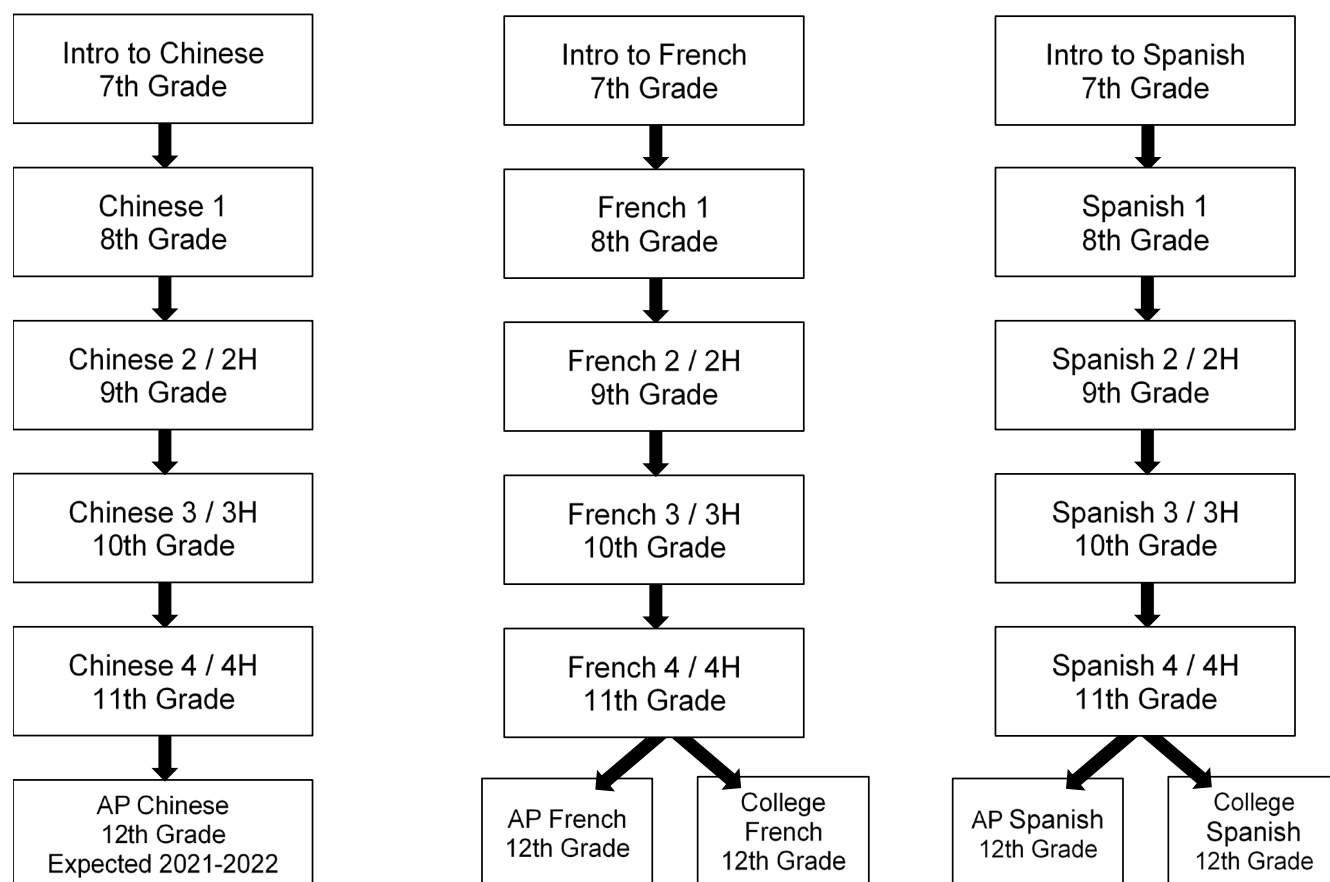 Intro to Chinese
7th Grade
Intro to French
7th Grade
Intro to Spanish
7th Grade
Chinese 1
8th Grade
French 1
8th Grade
Spanish 1
8th Grade
Chinese 2 / 2H
9th Grade
French 2 / 2H
9th Grade
Spanish 2 / 2H
9th Grade
Chinese 3 / 3H
10th Grade
French 3 / 3H
10th Grade
Spanish 3 / 3H
10th Grade
Chinese 4 / 4H
11th Grade
French 4 / 4H
11th Grade
Spanish 4 / 4H
11th Grade
AP Chinese
12th Grade
Expected 2021-2022
AP French
12th Grade
College
French
12th Grade
AP Spanish
12th Grade
College
Spanish
12th Grade